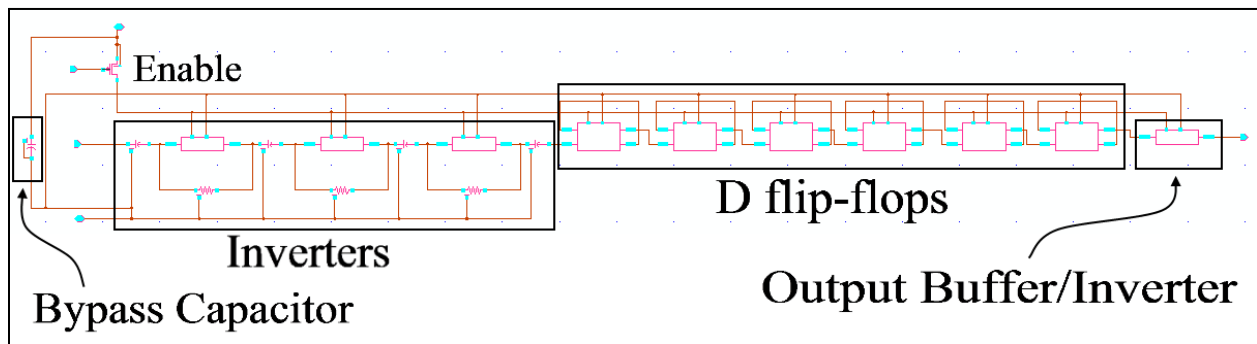 Enable
Inverters
D flip-flops
Bypass Capacitor
Output Buffer/Inverter